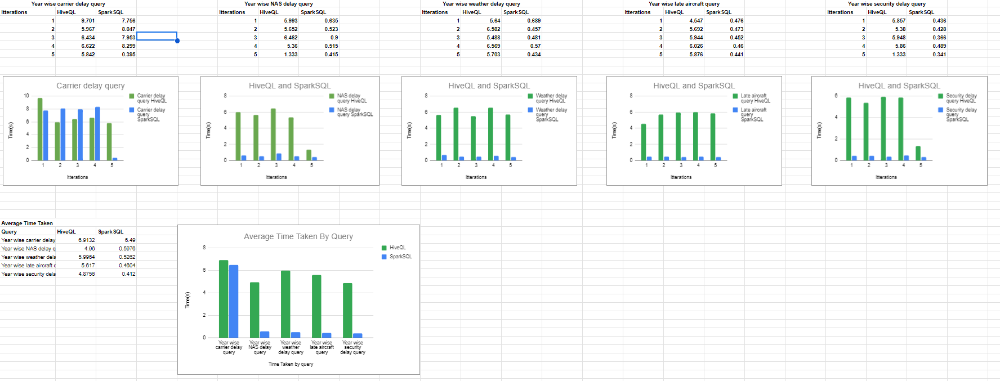 Year wise carrier delay query Year wise NAS delay query Year wise weather delay query Year wise late aircraft query Year wise security delay query
Itterations HiveQL SparkSQL Itterations HiveQL SparkSQL Itterations HiveQL SparkSQL Itterations HiveQL SparkSQL Itterations HiveQL SparkSQL
1 9.701 7.756 1 5.993 0.635 1 5.64 0.689 1 4.547 0.476 1 5.857 0.436
2 5.967 8.047 2 5.652 0.523 2 6.582 0.457 2 5.692 0.473 2 5.38 0.428
3 6.434 7.953 3 6.462 0.9 3 5.488 0.481 3 5.944 0.452 3 5.948 0.366
4 6.622 8.299 4 5.36 0.515 4 6.569 0.57 4 6.026 0.46 4 5.86 0.489
5 5.842 0.395 5 1.333 0.415 5 5.703 0.434 5 5.876 0.441 5 1.333 0.341
Carrier delay query
10
8
6
4
2
0
Time(s)
1 2 3 4 5
Itterations
Carrier delay
query HiveQL
Carrier delay
query
SparkSQL
HiveQL and SparkSQL
8
6
4
2
0
Time(s)
1 2 3 4 5
Itterations
NAS delay
query HiveQL
NAS delay
query SparkSQL
HiveQL and SparkSQL
8
6
4
2
0
Time(s)
1 2 3 4 5
Itterations
Weather delay
query HiveQL
Weather delay
query
SparkSQL
HiveQL and SparkSQL
8
6
4
2
0
Time(s)
1 2 3 4 5
Itterations
Late aircraft
query HiveQL
Late aircraft
query
SparkSQL
HiveQL and SparkSQL
6
4
2
0
Time(s)
1 2 3 4 5
Itterations
Security delay
query HiveQL
Security delay
query
SparkSQL
Average Time Taken
Query HiveQL SparkSQL
Year wise carrier delay 6.9132 6.49
Year wise NAS delay q 4.96 0.5976
Year wise weather dela 5.9964 0.5262
Year wise late aircraft c 5.617 0.4604
Year wise security dela 4.8756 0.412
Average Time Taken By Query
8
6
4
2
0
Time(s)
Year wise
carrier delay
query
Year wise
NAS delay
query
Year wise
weather
delay query
Year wise
late aircraft
query
Year wise
security
delay query
Time Taken by query
HiveQL
SparkSQL